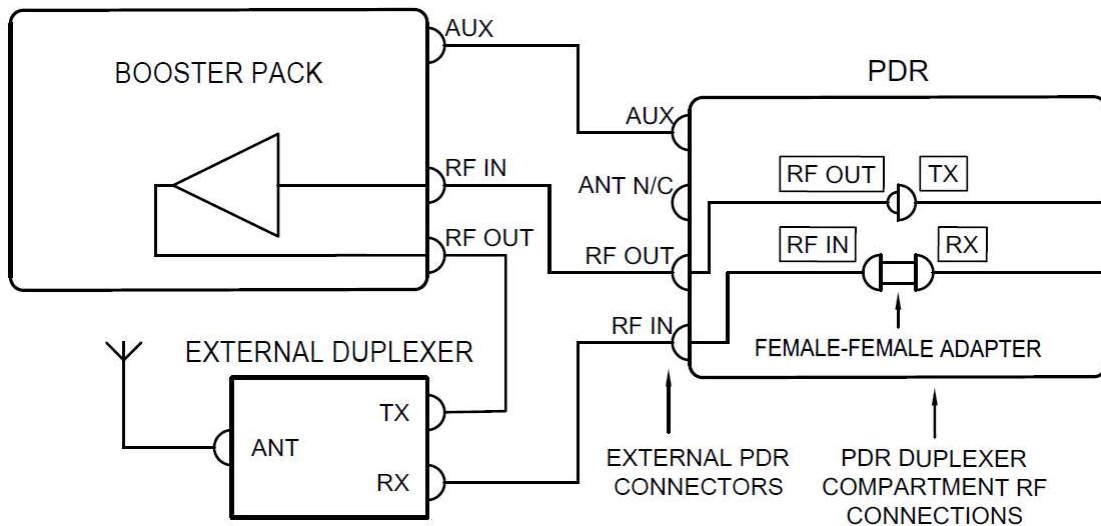 AUX
BOOSTER PACK
PDR
AUX
RF IN
ANT N/C
RF OUT
TX
RF OUT
RF OUT
RF IN
RX
RF IN
FEMALE-FEMALE ADAPTER
EXTERNAL DUPLEXER
TX
ANT
RX
EXTERNAL PDR
CONNECTORS
PDR DUPLEXER
COMPARTMENT RF
CONNECTIONS